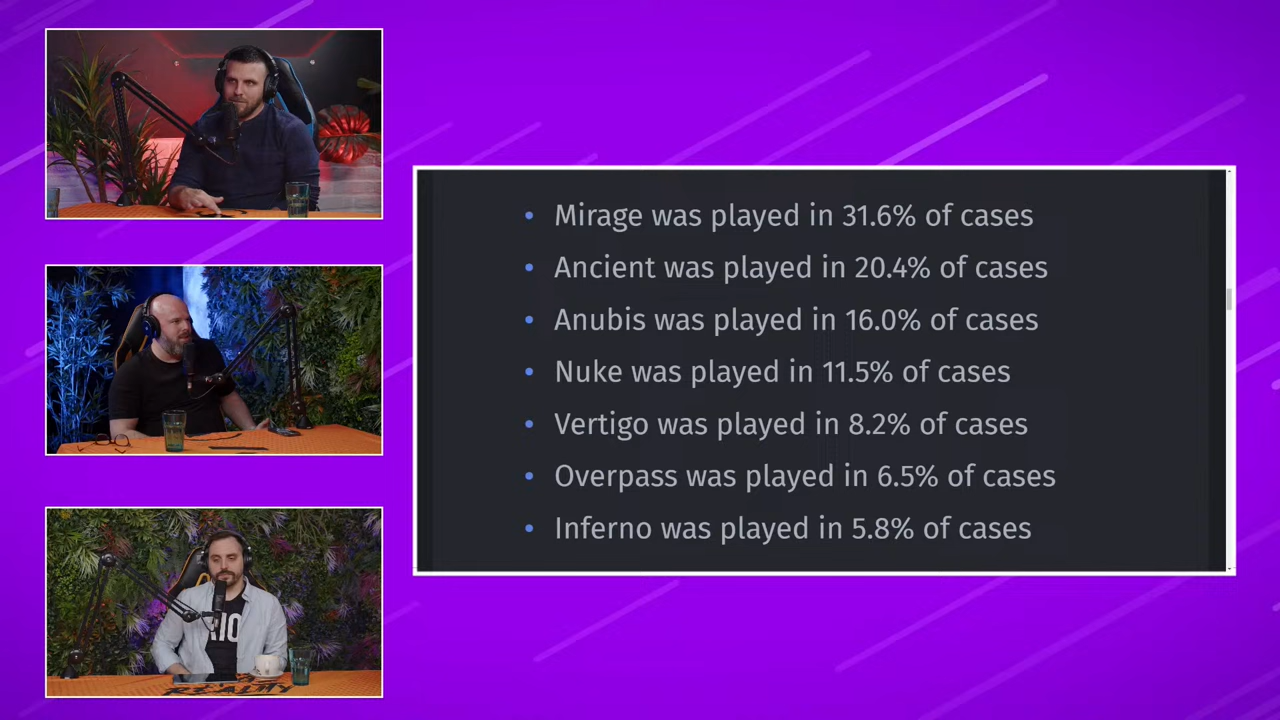 Mirage was played in 31.6% of cases
Ancient was played in 20.4% of cases
Anubis was played in 16.0% of cases
Nuke was played in 11.5% of cases
Vertigo was played in 8.2% of cases
Overpass was played in 6.5% of cases
Inferno was played in 5.8% of cases